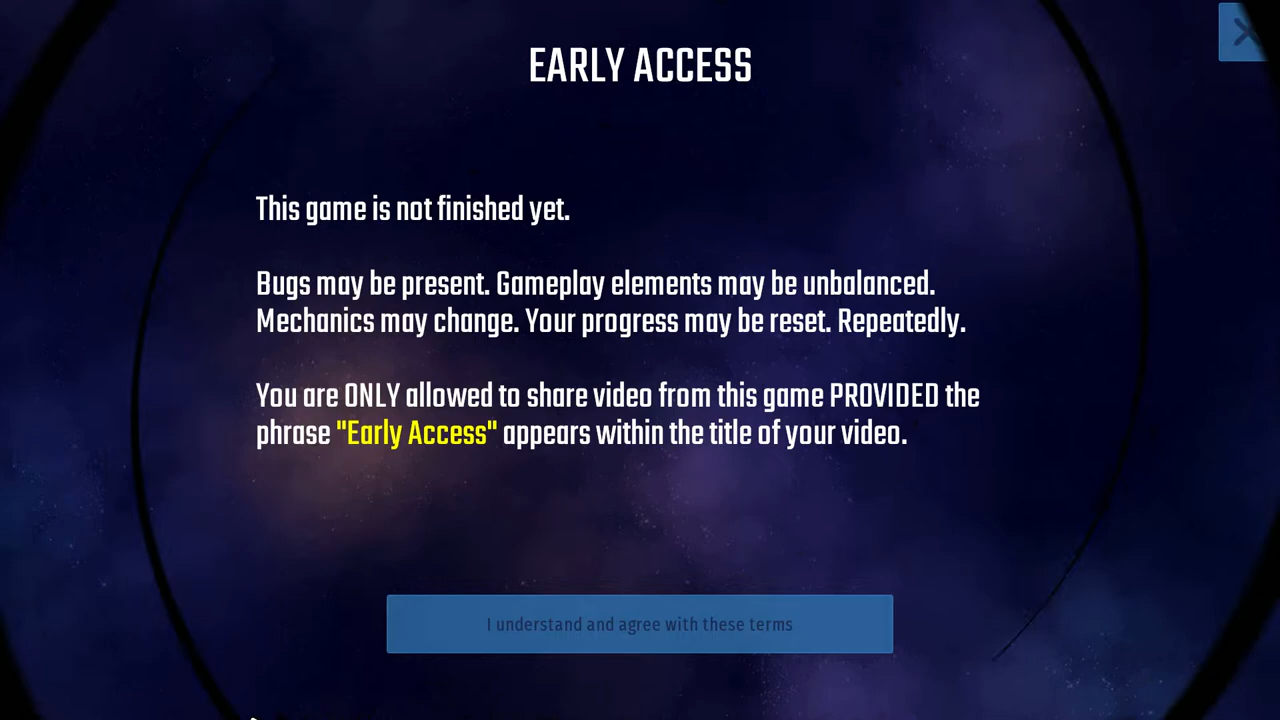 EARLY ACCESS
This game is not finished yet.
Bugs may be present. Gameplay elements may be unbalanced.
Mechanics may change. Your progress may be reset. Repeatedly.
You are ONLY allowed to share video from this game PROVIDED the
phrase "Early Access" appears within the title of your video.
I understand and agree with these terms